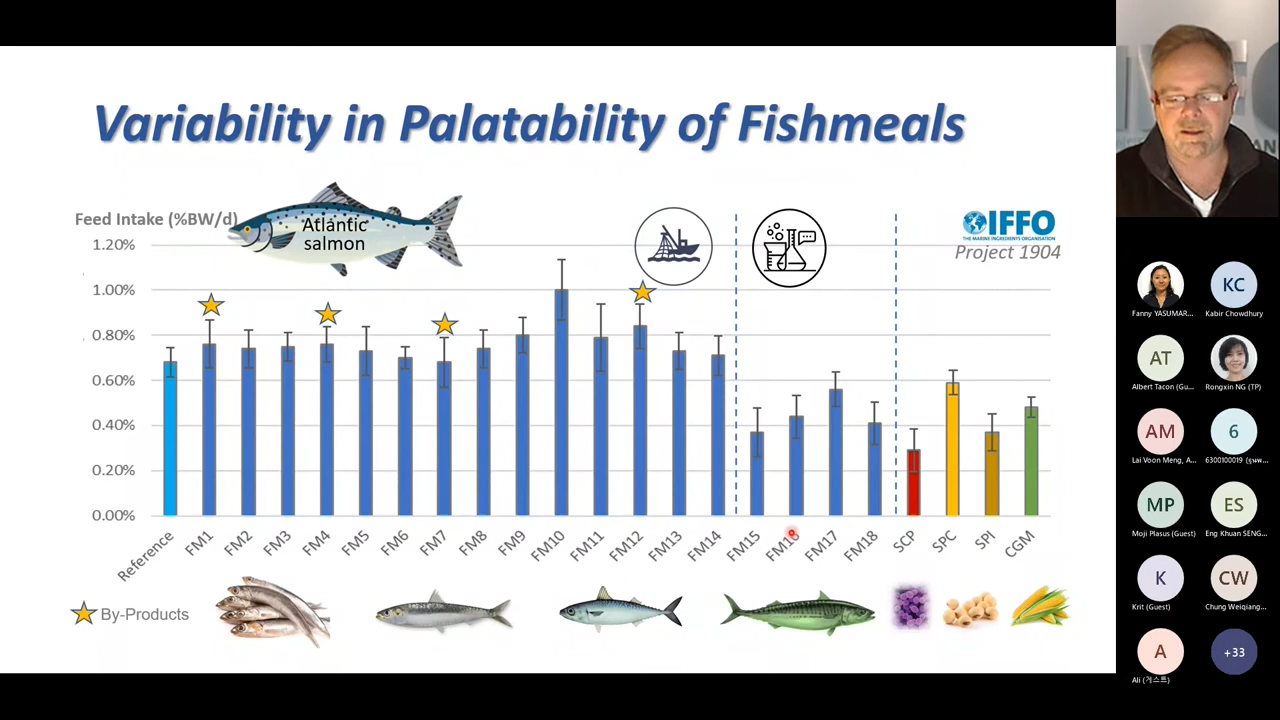 Variability in Palatability of Fishmeals
Feed Intake (%BW/d)
Atlantic
salmon
IFFO
THE MARINE INGREDIENTS ORGANISATION
Project 1904
1.20%
1.00%
0.80%
0.60%
0.40%
0.20%
0.00%
Reference
FM1
FM2
FM3
FM4
FM5
FM6
FM7
FM8
FM9
FM10
FM11
FM12
FM13
FM14
FM15
FM16
FM17
FM18
SCP
SPC
SPI
CGM
By-Products
Fanny YASUMAR...
KC
Kabir Chowdhury
AT
Albert Tacon (Gu...
Rongxin NG (TP)
AM
Lai Voon Meng, A...
6
MP
Moji Plasus (Guest)
ES
Eng Khuan SENG...
K
Krit (Guest)
CW
Chung Weiqiang...
A
Ali (게스트)
+33